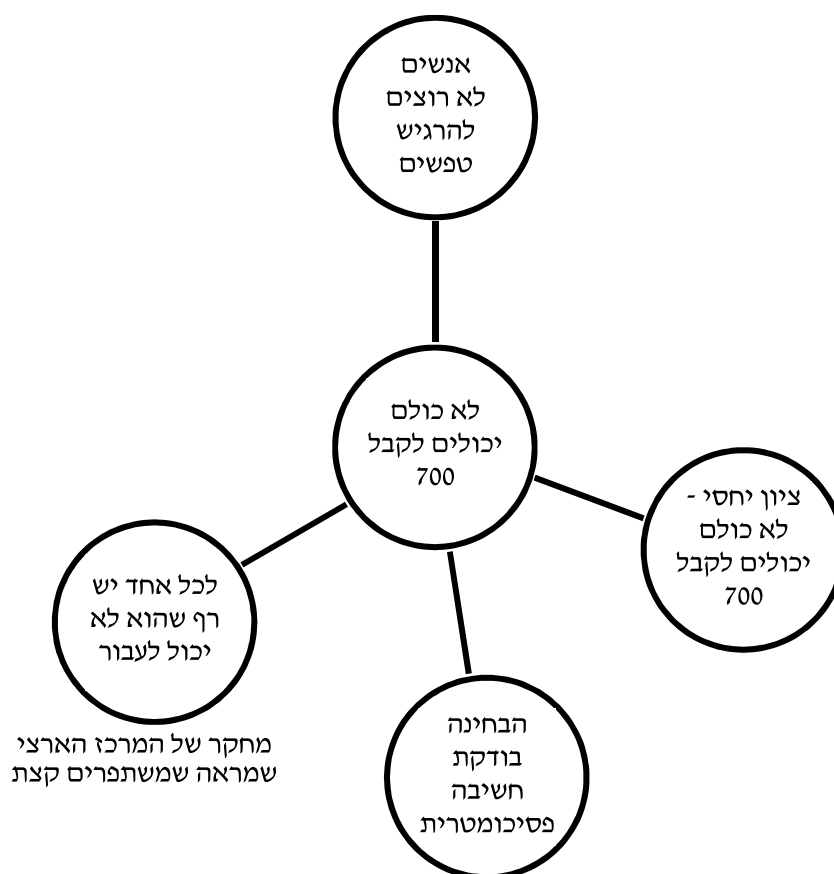 אנשים
לא רוצים
להרגיש
טפשים
לא כולם
יכולים לקבל
700
ציון יחסי -
לא כולם
יכולים לקבל
700
לכל אחד יש
רף שהוא לא
יכול לעבור
מחקר של המרכז הארצי
שמראה שמשתפרים קצת
הבחינה
בודקת
חשיבה
פסיכומטרית